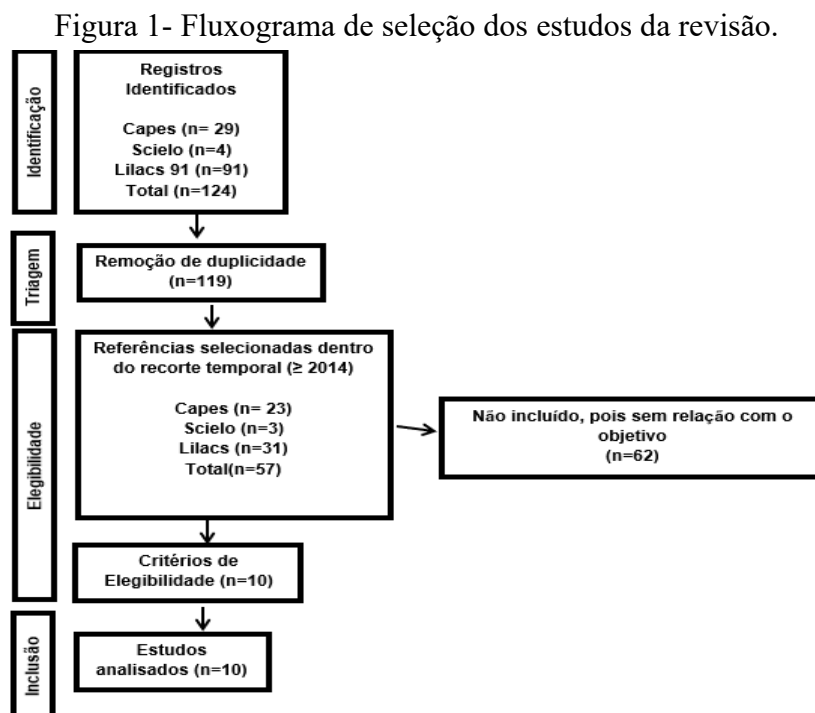 Figura 1- Fluxograma de seleção dos estudos da revisão.
Identificação
Registros
Identificados
Capes (n= 29)
Scielo (n=4)
Lilacs 91 (n=91)
Total (n=124)
Triagem
Remoção de duplicidade
(n=119)
Elegibilidade
Referências selecionadas dentro
do recorte temporal (≥ 2014)
Capes (n= 23)
Scielo (n=3)
Lilacs (n=31)
Total(n=57)
Não incluído, pois sem relação com o
objetivo
(n=62)
Critérios de
Elegibilidade (n=10)
Inclusão
Estudos
analisados (n=10)